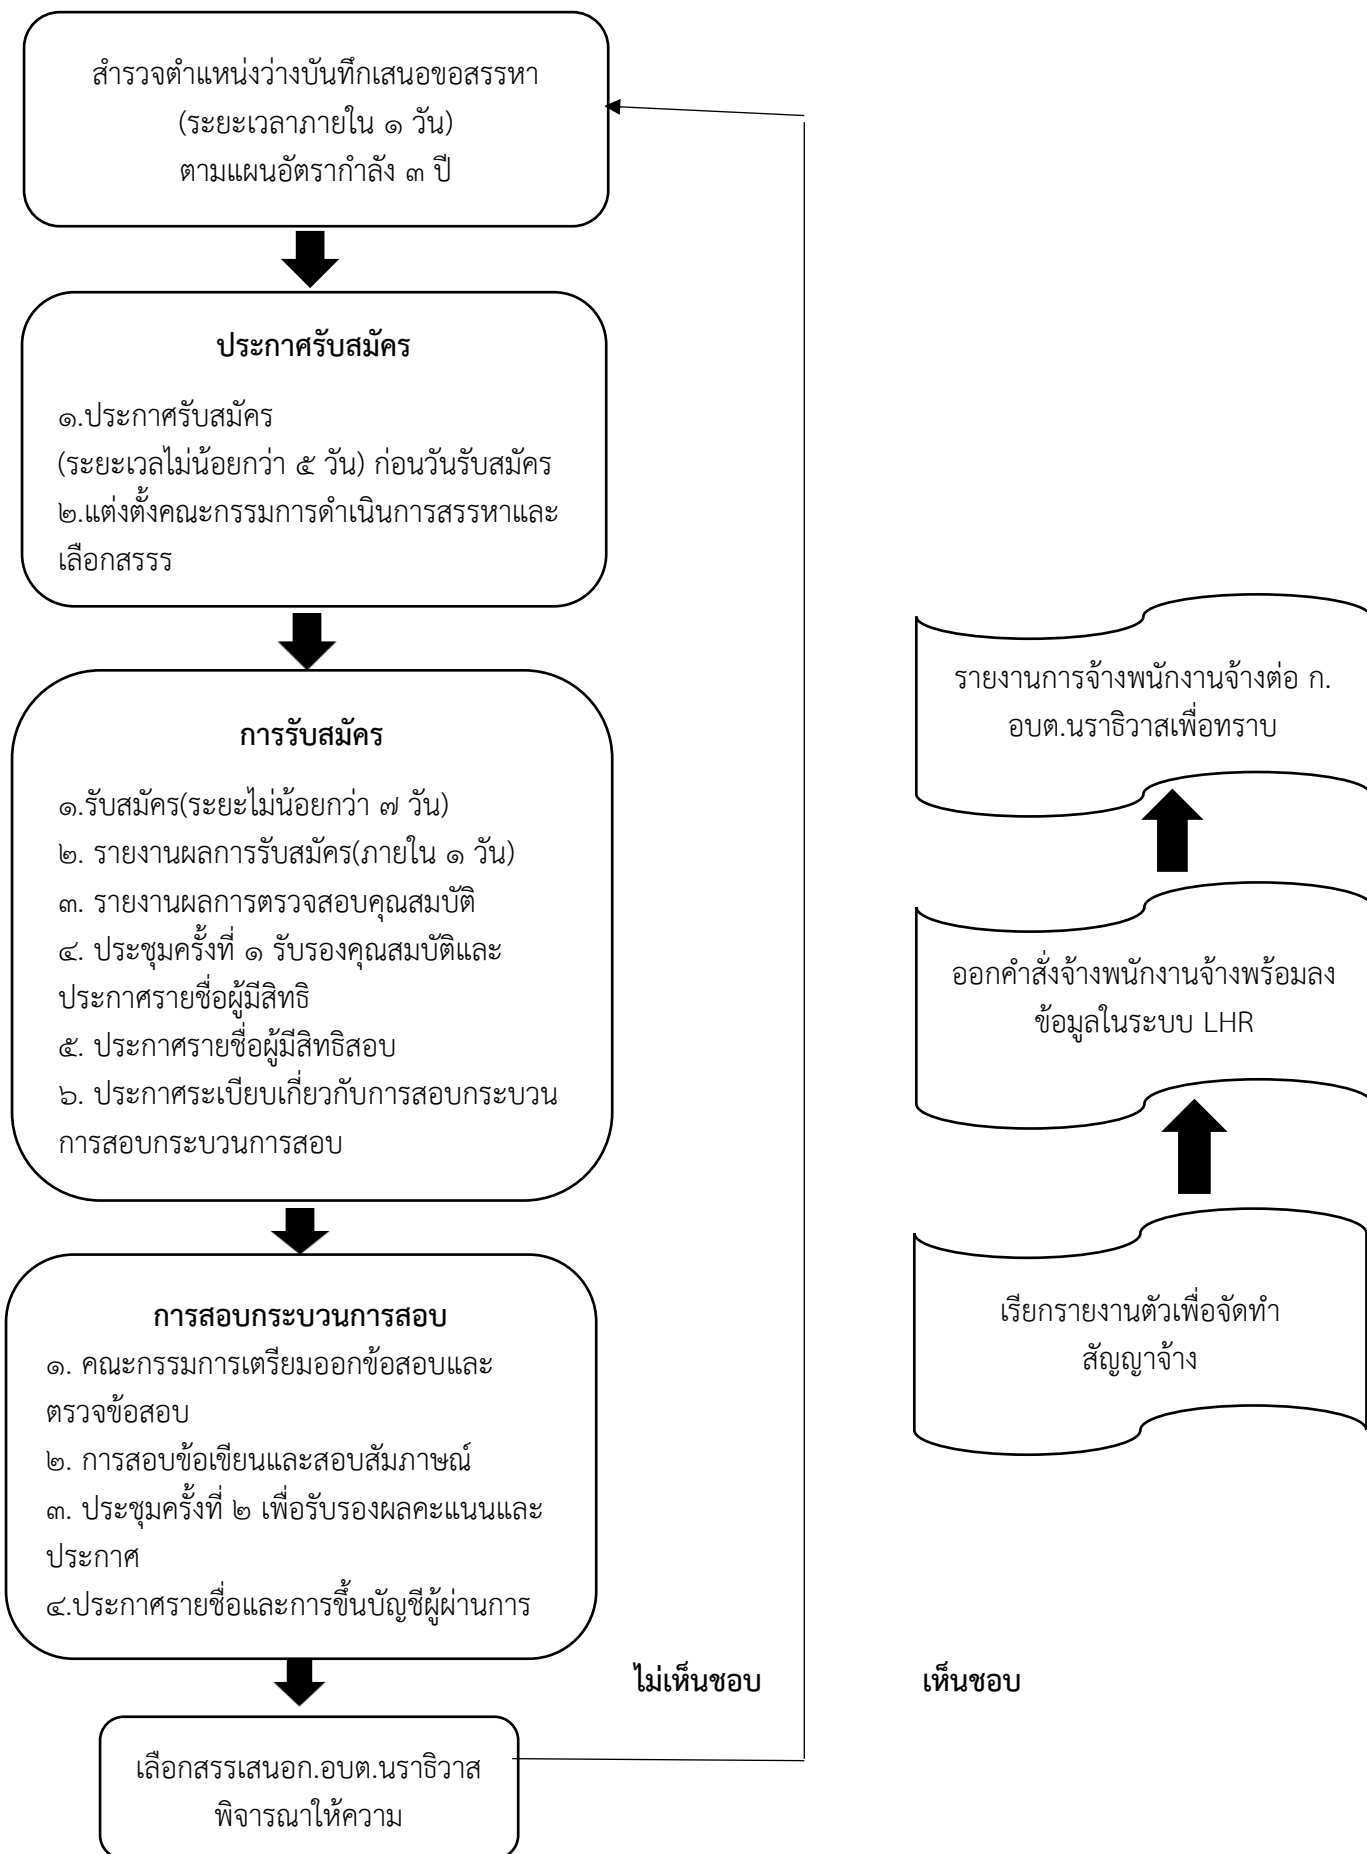 สำรวจตำแหน่งว่างบันทึกเสนอขอสรรหา
(ระยะเวลาภายใน ๑ วัน)
ตามแผนอัตรากำลัง ๓ ปี
ประกาศรับสมัคร
๑.ประกาศรับสมัคร
(ระยะเวลไม่น้อยกว่า ๕ วัน) ก่อนวันรับสมัคร
๒.แต่งตั้งคณะกรรมการดำเนินการสรรหาและ
เลือกสรรร
การรับสมัคร
๑.รับสมัคร(ระยะไม่น้อยกว่า ๗ วัน)
๒. รายงานผลการรับสมัคร(ภายใน ๑ วัน)
๓. รายงานผลการตรวจสอบคุณสมบัติ
๔. ประชุมครั้งที่ ๑ รับรองคุณสมบัติและ
ประกาศรายชื่อผู้มีสิทธิ
๕. ประกาศรายชื่อผู้มีสิทธิสอบ
๖. ประกาศระเบียบเกี่ยวกับการสอบกระบวน
การสอบกระบวนการสอบ
การสอบกระบวนการสอบ
๑. คณะกรรมการเตรียมออกข้อสอบและ
ตรวจข้อสอบ
๒. การสอบข้อเขียนและสอบสัมภาษณ์
๓. ประชุมครั้งที่ ๒ เพื่อรับรองผลคะแนนและ
ประกาศ
๔.ประกาศรายชื่อและการขึ้นบัญชีผู้ผ่านการ
เลือกสรรเสนอก.อบต.นราธิวาส
พิจารณาให้ความ
ไม่เห็นชอบ
เห็นชอบ
รายงานการจ้างพนักงานจ้างต่อ ก.
อบต.นราธิวาสเพื่อทราบ
ออกคำสั่งจ้างพนักงานจ้างพร้อมลง
ข้อมูลในระบบ LHR
เรียกรายงานตัวเพื่อจัดทำ
สัญญาจ้าง